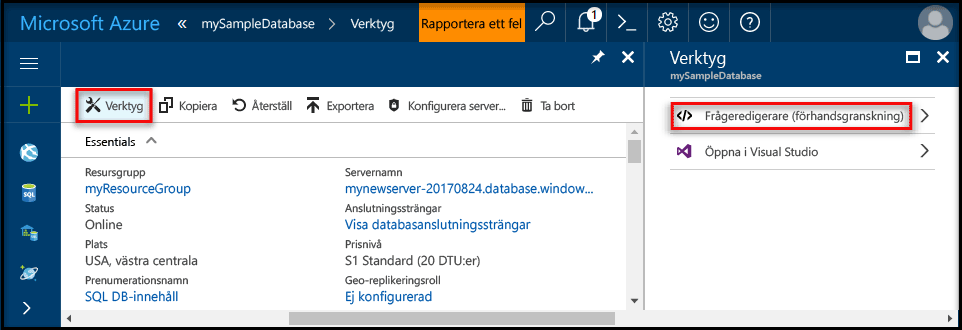 Microsoft Azure « mySampleDatabase > Verktyg Rapportera ett fel 1
Verktyg
mySampleDatabase
Verktyg Kopiera Återställ Exportera Konfigurera server... Ta bort
Frågeredigerare (förhandsgranskning)
Öppna i Visual Studio
Essentials
Resursgrupp
myResourceGroup
Servernamn
mynewserver-20170824.database.window...
Status
Online
Anslutningssträngar
Visa databasanslutningssträngar
Plats
USA, västra centrala
Prisnivå
S1 Standard (20 DTU:er)
Prenumerationsnamn
SQL DB-innehåll
Geo-replikeringsroll
Ej konfigurerad
SQL